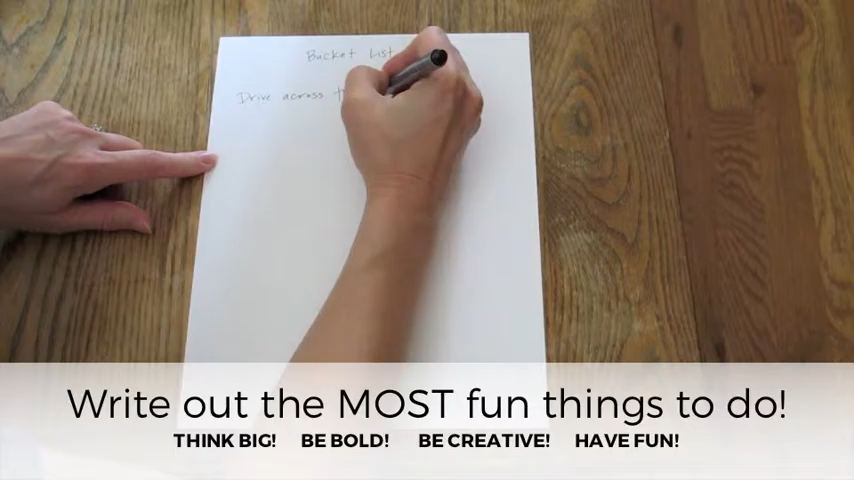 Bucket List
Drive across
Write out the MOST fun things to do!
THINK BIG! BE BOLD! BE CREATIVE! HAVE FUN!